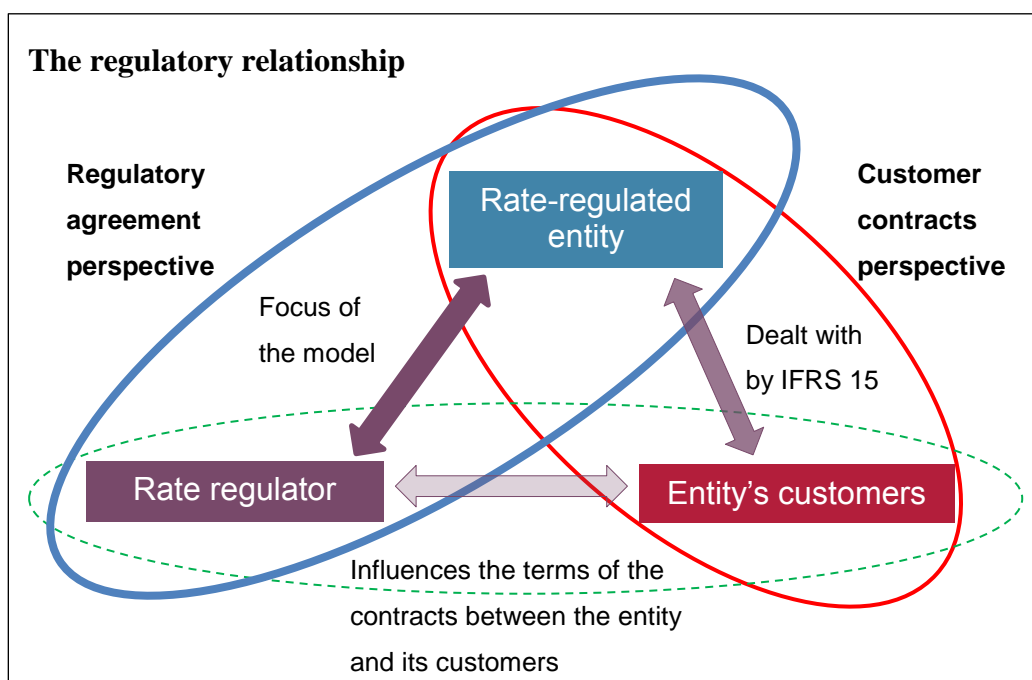 The regulatory relationship
Regulatory
agreement
perspective
Rate-regulated
entity
Customer
contracts
perspective
Focus of
the model
Dealt with
by IFRS 15
Rate regulator
Entity’s customers
Influences the terms of the
contracts between the entity
and its customers